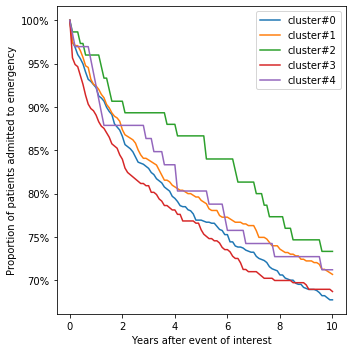 100%
95%
90%
85%
80%
75%
70%
Proportion of patients admitted to emergency
cluster#0
cluster#1
cluster#2
cluster#3
cluster#4
0 2 4 6 8 10
Years after event of interest